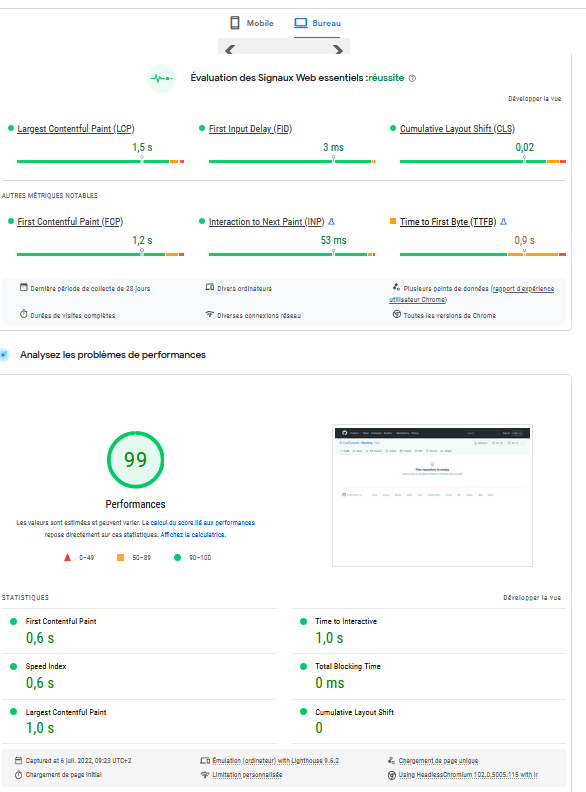 Mobile
Bureau
Évaluation des Signaux Web essentiels :réussite
Développer la vue
Largest Contentful Paint (LCP)
1,5 s
First Input Delay (FID)
3 ms
Cumulative Layout Shift (CLS)
0,02
AUTRES MÉTRIQUES NOTABLES
First Contentful Paint (FCP)
1,2 s
Interaction to Next Paint (INP)
53 ms
Time to First Byte (TTFB)
0,9 s
Dernière période de collecte de 28 jours
Divers ordinateurs
Plusieurs points de données (rapport d'expérience
utilisateur Chrome)
Durées de visites complètes
Diverses connexions réseau
Toutes les versions de Chrome
Analysez les problèmes de performances
99
Performances
Les valeurs sont estimées et peuvent varier. Le calcul du score lié aux performances
repose directement sur ces statistiques. Affichez la calculatrice.
0–49
50–89
90–100
This repository is empty.
STATISTIQUES
Développer la vue
First Contentful Paint
0,6 s
Time to Interactive
1,0 s
Speed Index
0,6 s
Total Blocking Time
0 ms
Largest Contentful Paint
1,0 s
Cumulative Layout Shift
0
Captured at 6 juil. 2022, 09:23 UTC+2
Émulation (ordinateur) with Lighthouse 9.6.2
Chargement de page unique
Chargement de page initial
Limitation personnalisée
Using HeadlessChromium 102.0.5005.115 with lr